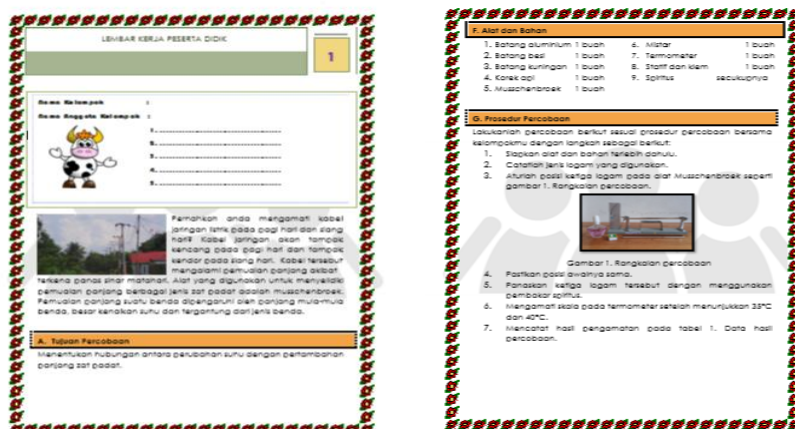 LEMBAR KERJA PESERTA DIDIK
1
Nama Kelompok :
Nama Anggota Kelompok :
1.
2.
3.
4.
5.
Pernahkan anda mengamati kabel
jaringan listrik pada pagi hari dan siang
hari? Kabel jaringan akan tampak
kencang pada pagi hari dan tampak
kendor pada siang hari. Kabel tersebut
mengalami pemuaian panjang akibat
terkena panas sinar matahari. Alat yang digunakan untuk menyelidiki
pemuaian panjang berbagai jenis zat padat adalah musschenbroek.
Pemuaian panjang suatu benda dipengaruhi oleh panjang mula-mula
benda, besar kenaikan suhu dan tergantung dari jenis benda.
A. Tujuan Percobaan
Menentukan hubungan antara perubahan suhu dengan pertambahan
panjang zat padat.
F. Alat dan Bahan
1. Batang aluminium 1 buah 6. Mistar 1 buah
2. Batang besi 1 buah 7. Termometer 1 buah
3. Batang kuningan 1 buah 8. Statif dan klem 1 buah
4. Korek api 1 buah 9. Spiritus secukupnya
5. Musschenbroek 1 buah
G. Prosedur Percobaan
Lakukanlah percobaan berikut sesuai prosedur percobaan bersama
kelompokmu dengan langkah sebagai berikut:
1. Siapkan alat dan bahan terlebih dahulu.
2. Catatlah jenis logam yang digunakan.
3. Aturlah posisi ketiga logam pada alat Musschenbroek seperti
gambar 1. Rangkaian percobaan.
Gambar 1. Rangkaian percobaan
4. Pastikan posisi awalnya sama.
5. Panaskan ketiga logam tersebut dengan menggunakan
pembakar spiritus.
6. Mengamati skala pada termometer setelah menunjukkan 35°C
dan 40°C.
7. Mencatat hasil pengamatan pada tabel 1. Data hasil
percobaan.